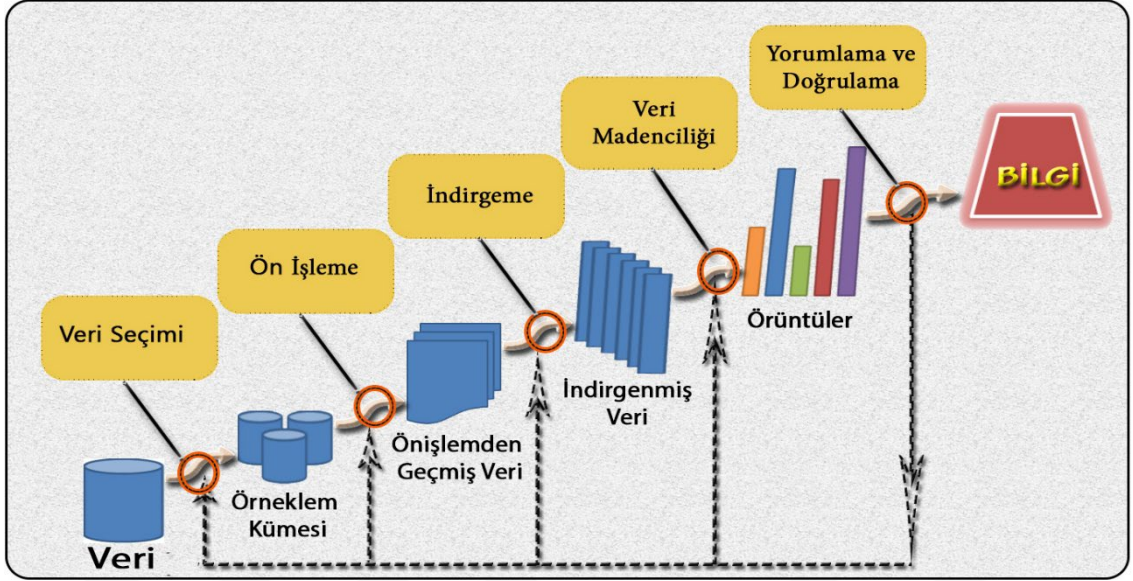 Yorumlama ve
Doğrulama
Veri
Madenciliği
BİLGİ
İndirgeme
Ön İşleme
Örüntüler
Veri Seçimi
İndirgenmiş
Veri
Önişlemden
Geçmiş Veri
Örneklem
Kümesi
Veri